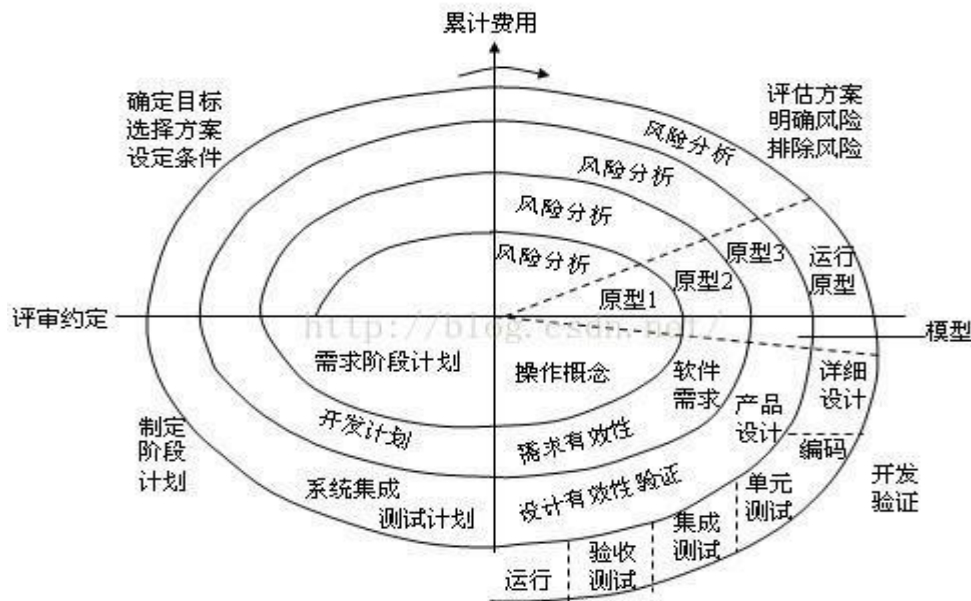 累计费用
确定目标
选择方案
设定条件
评估方案
明确风险
排除风险
风险分析
风险分析
风险分析
风险分析
原型1
原型2
原型3
运行
原型
评审约定
http://blog.csdn.net/
模型
需求阶段计划
操作概念
软件
需求
产品
设计
详细
设计
开发计划
需求有效性
编码
制定
阶段
计划
系统集成
测试计划
设计有效性验证
单元
测试
集成
测试
验收
测试
运行
开发
验证